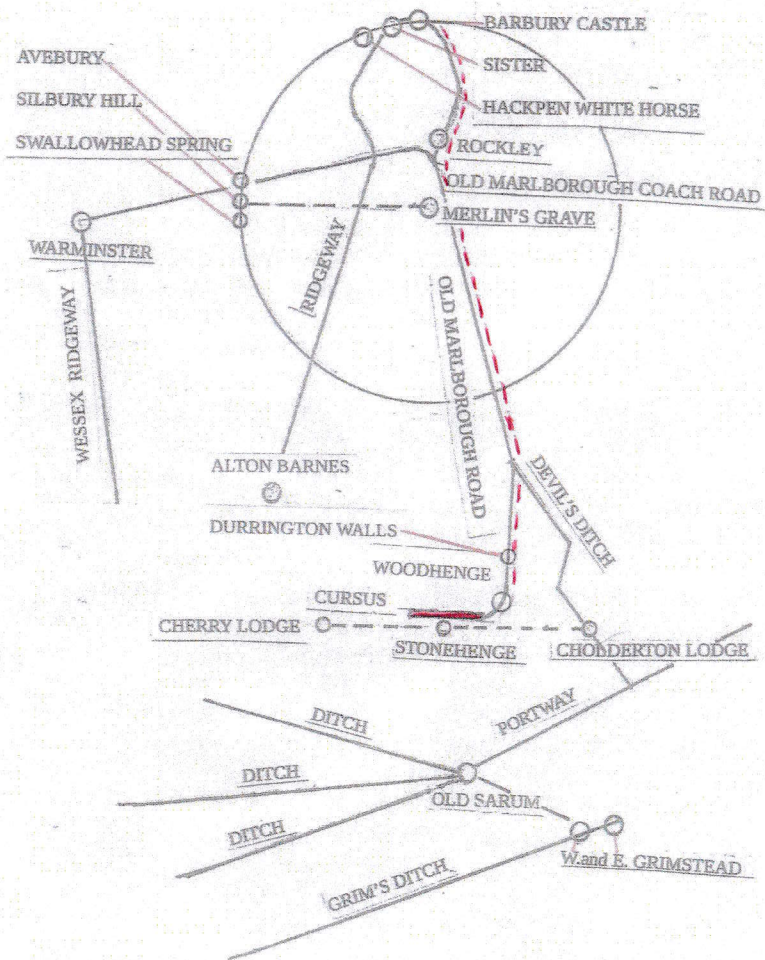 BARBURY CASTLE
AVEBURY
SISTER
SILBURY HILL
HACKPEN WHITE HORSE
SWALLOWHEAD SPRING
ROCKLEY
OLD MARLBOROUGH COACH ROAD
MERLIN'S GRAVE
WARMINSTER
RIDGEWAY
WESSEX RIDGEWAY
OLD MARLBOROUGH ROAD
ALTON BARNES
DEVIL'S DITCH
DURRINGTON WALLS
WOODHENGE
CURSUS
CHERRY LODGE
STONEHENGE
CHOLDERTON LODGE
DITCH
PORTWAY
DITCH
OLD SARUM
DITCH
W.and E. GRIMSTEAD
GRIM'S DITCH